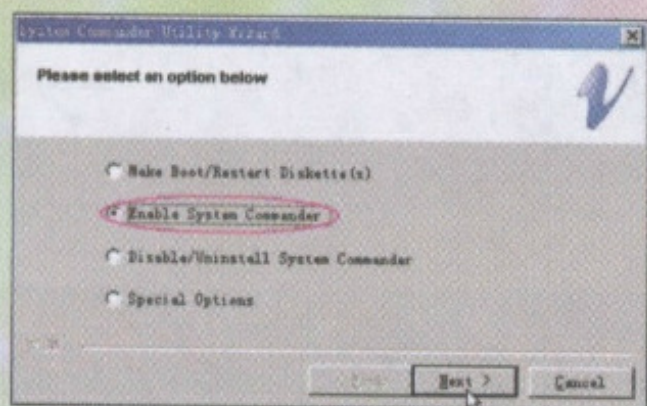 System Commander Utility Wizard
Please select an option below
Make Boot/Restart Diskette(s)
Enable System Commander
Disable/Uninstall System Commander
Special Options
Next >
Cancel